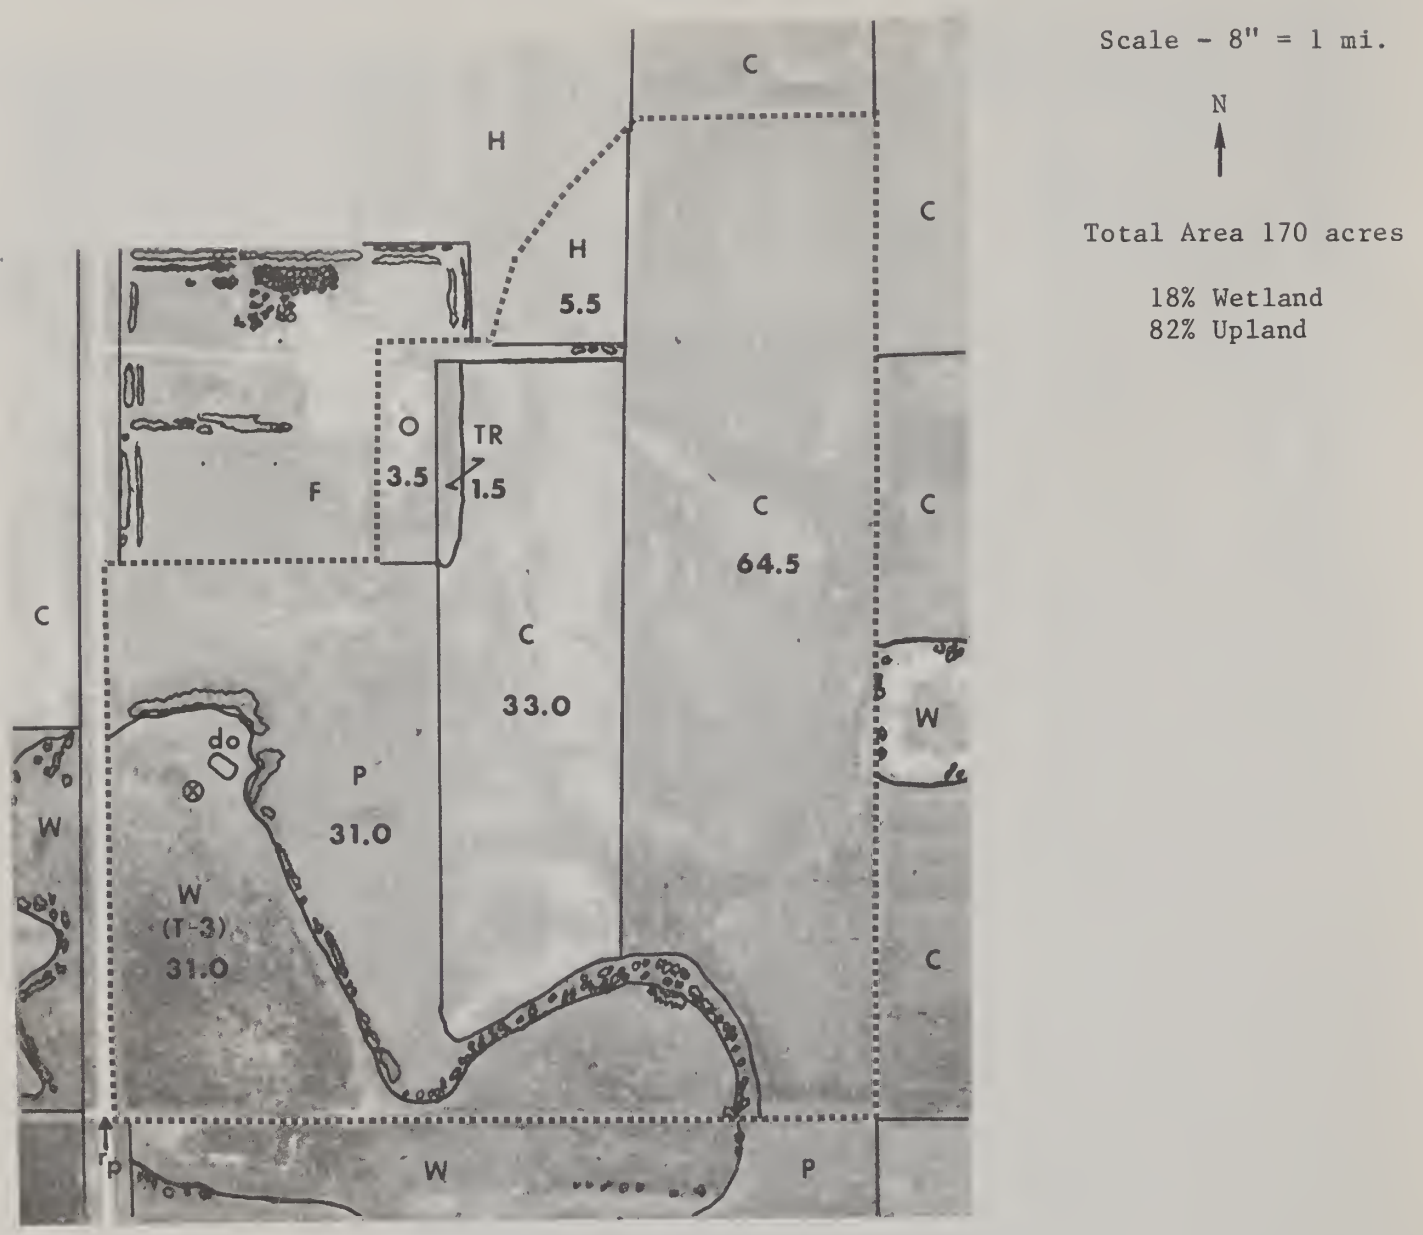 Scale - 8" = 1 mi.
N
Total Area 170 acres
18% Wetland
82% Upland
C
H
C
H
5.5
TR
3.5
1.5
F
C
64.5
C
C
C
33.0
do
W
P
31.0
W
W
(T-3)
31.0
C
rp
W
P